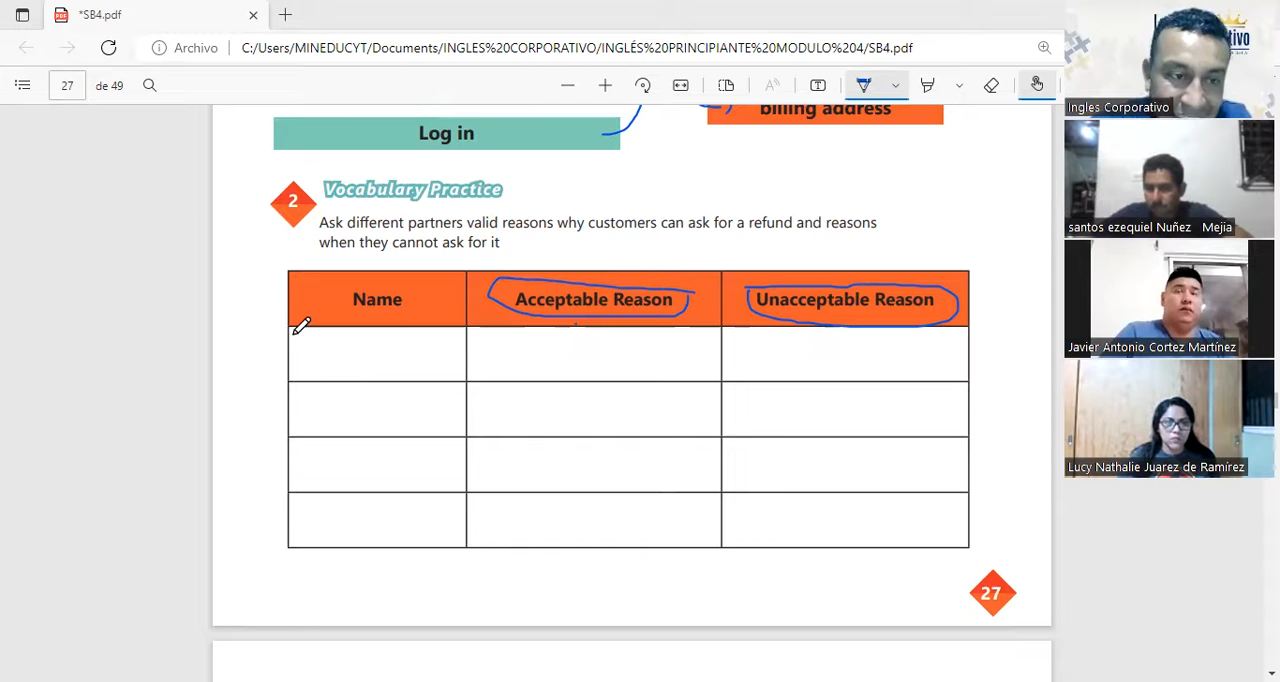 *SB4.pdf
Archivo C:/Users/MINEDUCYT/Documents/INGLES%20CORPORATIVO/INGLÉS%20PRINCIPIANTE%20MODULO%204/SB4.pdf
27 de 49
billing address
Log in
2 Vocabulary Practice
Ask different partners valid reasons why customers can ask for a refund and reasons
when they cannot ask for it
Name Acceptable Reason Unacceptable Reason
27
Ingles Corporativo
santos ezequiel Nuñez Mejia
Javier Antonio Cortez Martínez
Lucy Nathalie Juarez de Ramírez